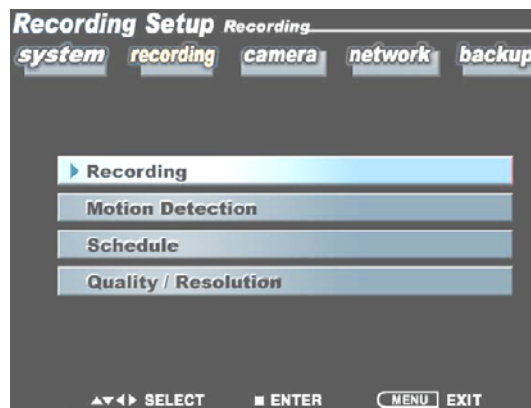 Recording Setup Recording
system recording camera network backup
Recording
Motion Detection
Schedule
Quality / Resolution
▲▼◀▶ SELECT ■ ENTER MENU EXIT